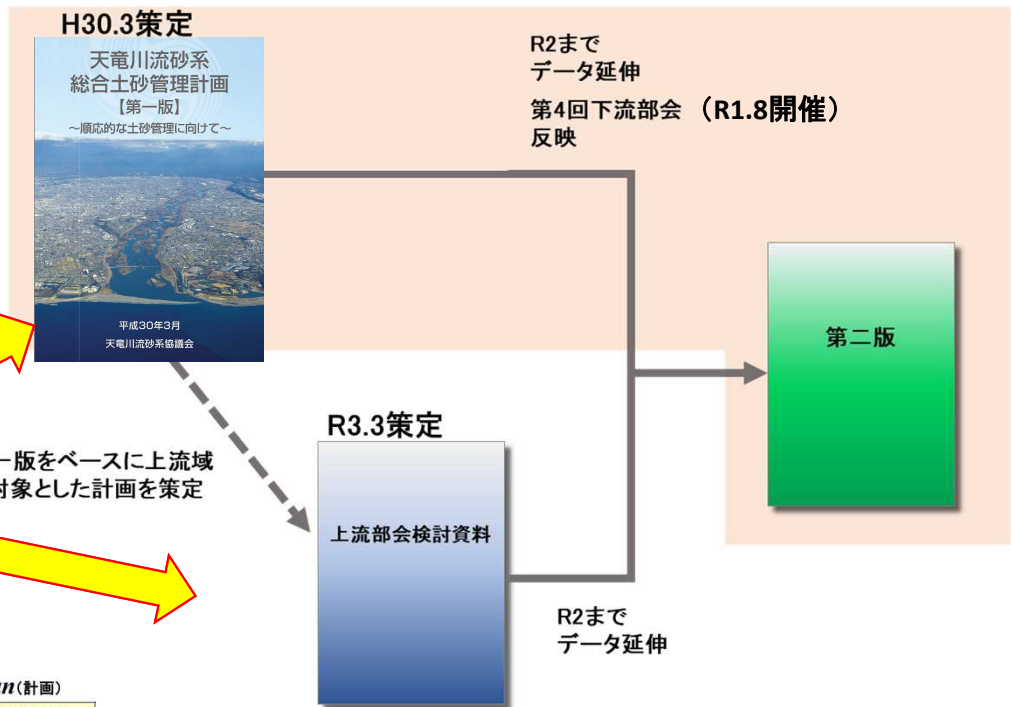 H30.3策定
天竜川流砂系
総合土砂管理計画
【第一版】
~順応的な土砂管理に向けて~
平成30年3月
天竜川流砂系協議会
R2まで
データ延伸
第4回下流部会（R1.8開催）
反映
第二版
R3.3策定
版をベースに上流域
対象とした計画を策定
上流部会検討資料
R2まで
データ延伸
n(計画)